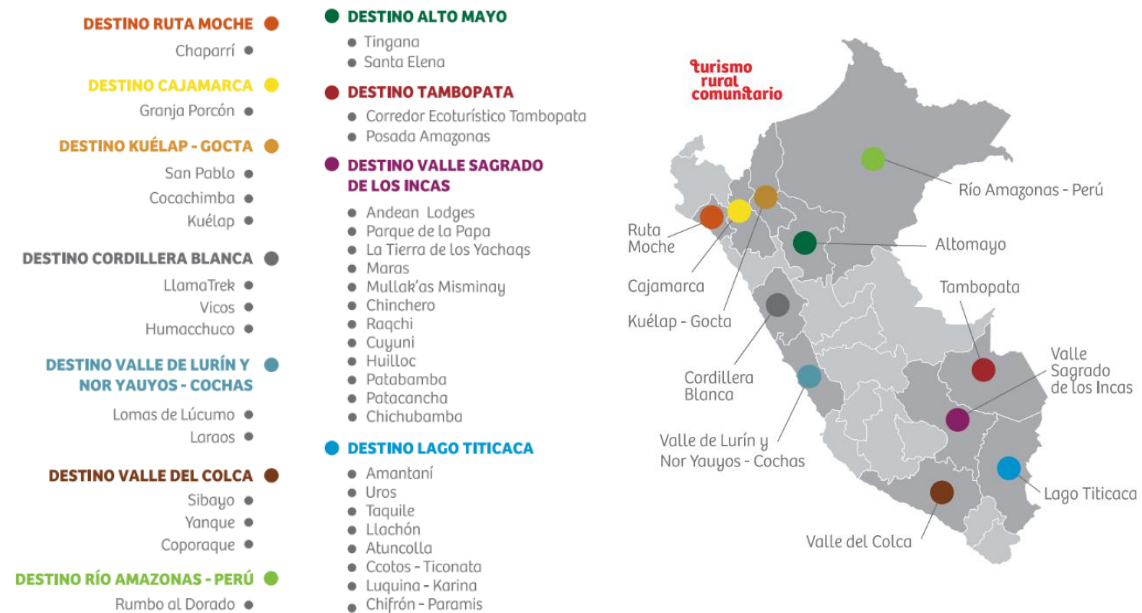 DESTINO RUTA MOCHE
Chaparrí
DESTINO CAJAMARCA
Granja Porcón
DESTINO KUÉLAP - GOCTA
San Pablo
Cocachimba
Kuélap
DESTINO CORDILLERA BLANCA
LlamaTrek
Vicos
Humacchuco
DESTINO VALLE DE LURÍN Y
NOR YAUYOS - COCHAS
Lomas de Lúcumo
Laraos
DESTINO VALLE DEL COLCA
Sibayo
Yanque
Coporaque
DESTINO RÍO AMAZONAS - PERÚ
Rumbo al Dorado
DESTINO ALTO MAYO
Tingana
Santa Elena
DESTINO TAMBOPATA
Corredor Ecoturístico Tambopata
Posada Amazonas
DESTINO VALLE SAGRADO
DE LOS INCAS
Andean Lodges
Parque de la Papa
La Tierra de los Yachaqs
Maras
Mullak'as Misminay
Chinchero
Raqchi
Cuyuni
Huilloc
Patabamba
Patacancha
Chichubamba
DESTINO LAGO TITICACA
Amantaní
Uros
Taquile
Llachón
Atuncolla
Ccotos - Ticonata
Luquina - Karina
Chifrón - Paramis
turismo
rural
comunitario
Río Amazonas - Perú
Ruta
Moche
Altomayo
Cajamarca
Tambopata
Kuélap - Gocta
Valle
Sagrado
de los Incas
Cordillera
Blanca
Valle de Lurín y
Nor Yauyos - Cochas
Lago Titicaca
Valle del Colca